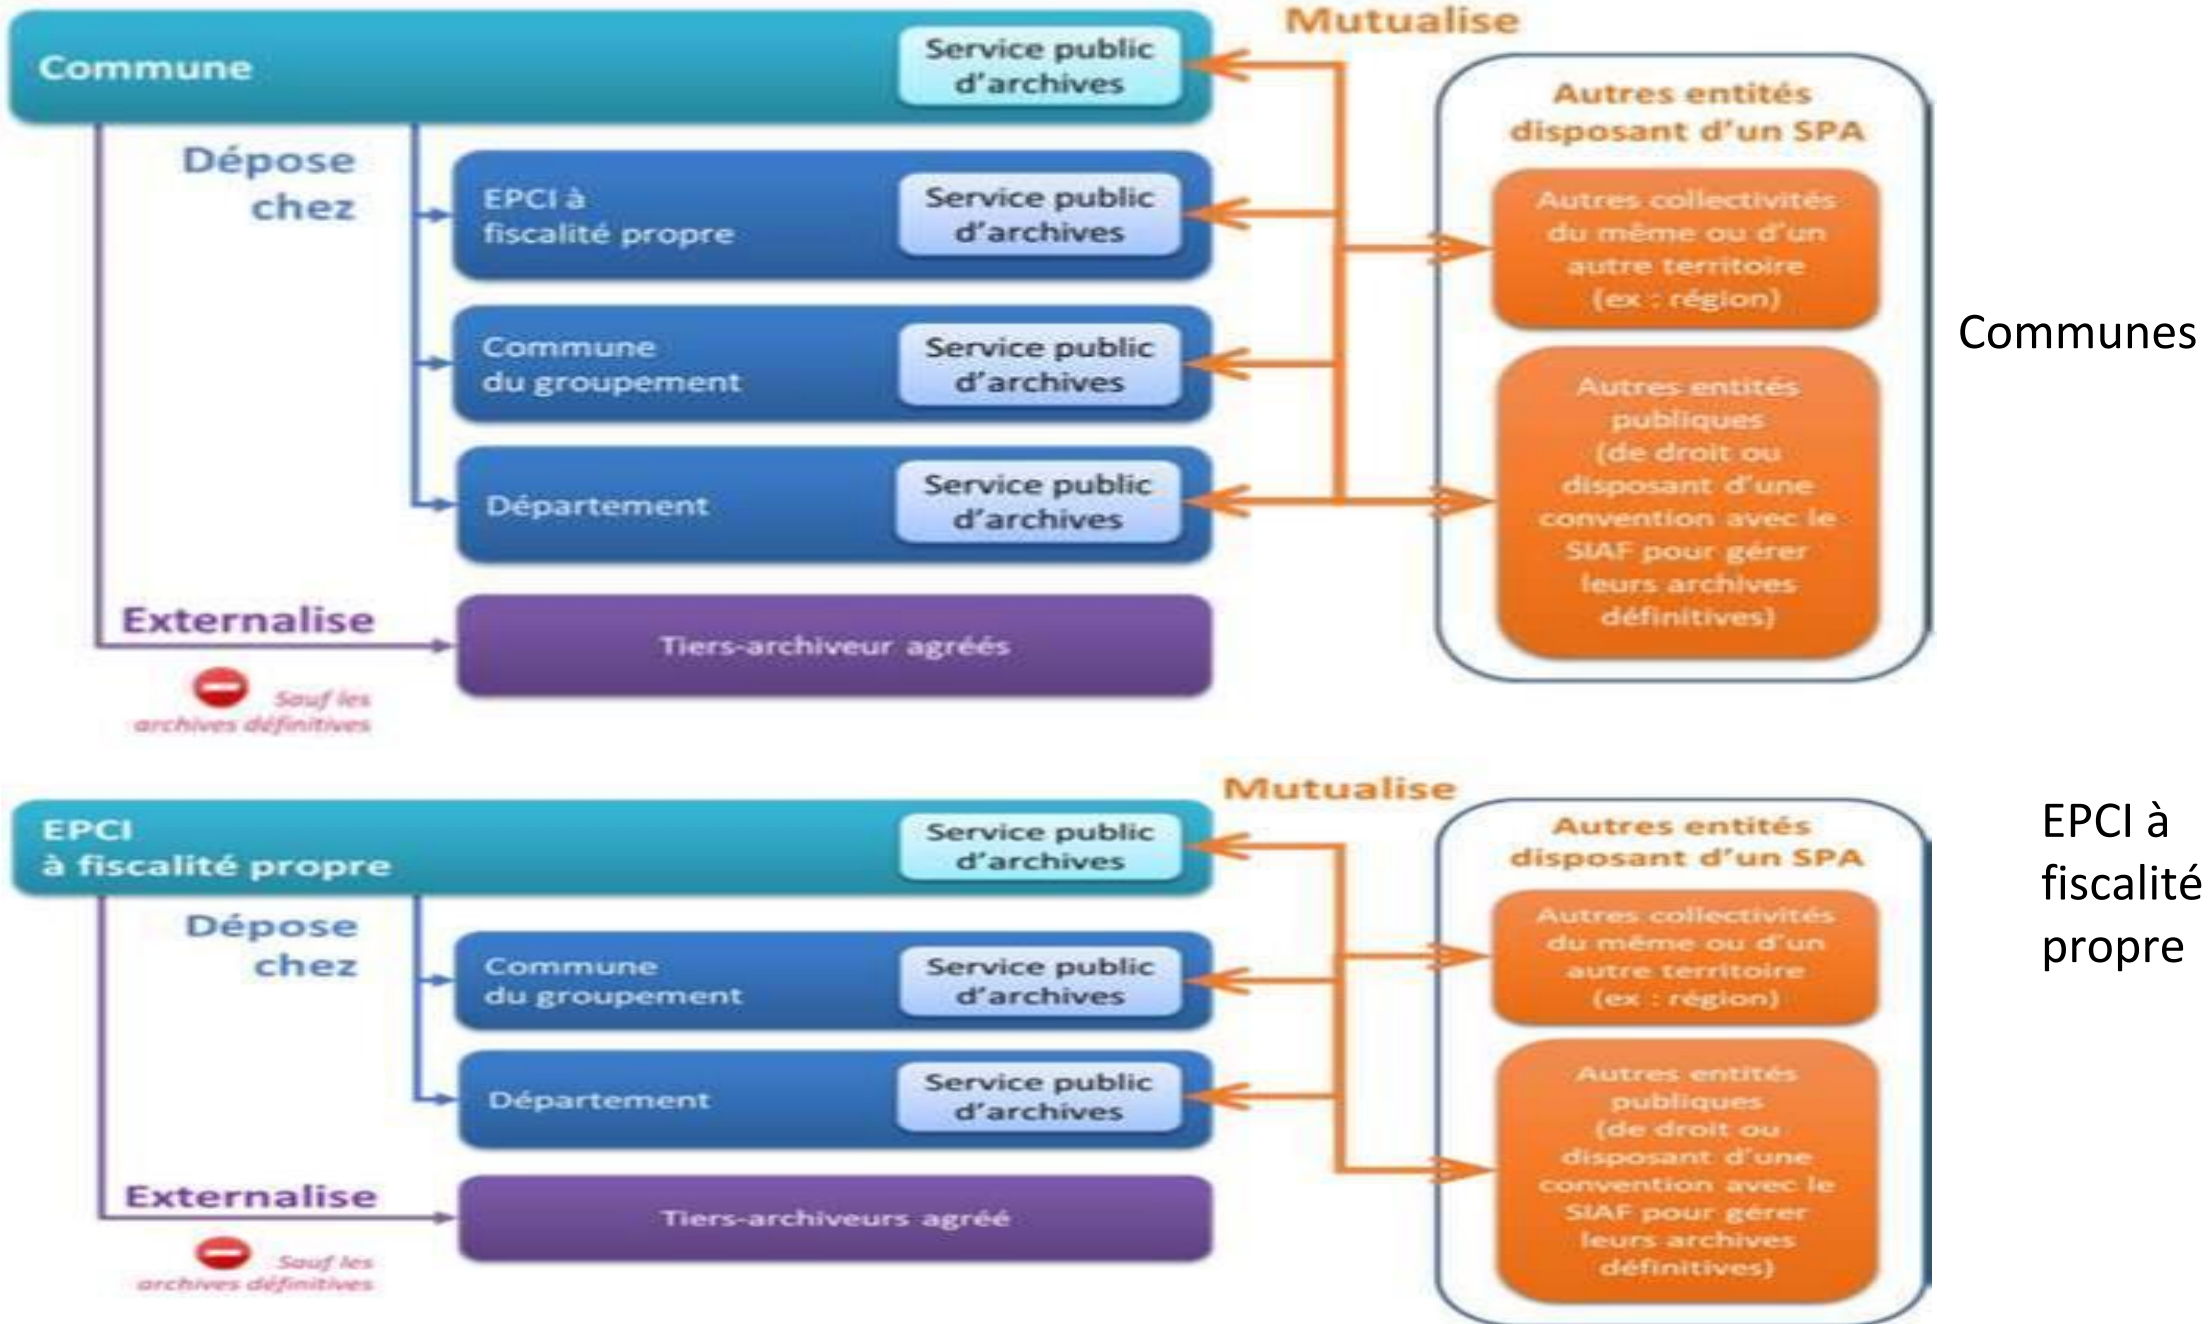 Mutualise
Commune
Service public
d'archives
Dépose
chez
EPCI à
fiscalité propre
Service public
d'archives
Commune
du groupement
Service public
d'archives
Département
Service public
d'archives
Externalise
Sauf les
archives définitives
Tiers-archiveur agréés
Autres entités
disposant d'un SPA
Autres collectivités
du même ou d'un
autre territoire
(ex : région)
Autres entités
publiques
(de droit ou
disposant d'une
convention avec le
SIAF pour gérer
leurs archives
définitives)
Communes
Mutualise
EPCI
à fiscalité propre
Service public
d'archives
Dépose
chez
Commune
du groupement
Service public
d'archives
Département
Service public
d'archives
Externalise
Sauf les
archives définitives
Tiers-archiveurs agréé
Autres entités
disposant d'un SPA
Autres collectivités
du même ou d'un
autre territoire
(ex : région)
Autres entités
publiques
(de droit ou
disposant d'une
convention avec le
SIAF pour gérer
leurs archives
définitives)
EPCI à
fiscalité
propre